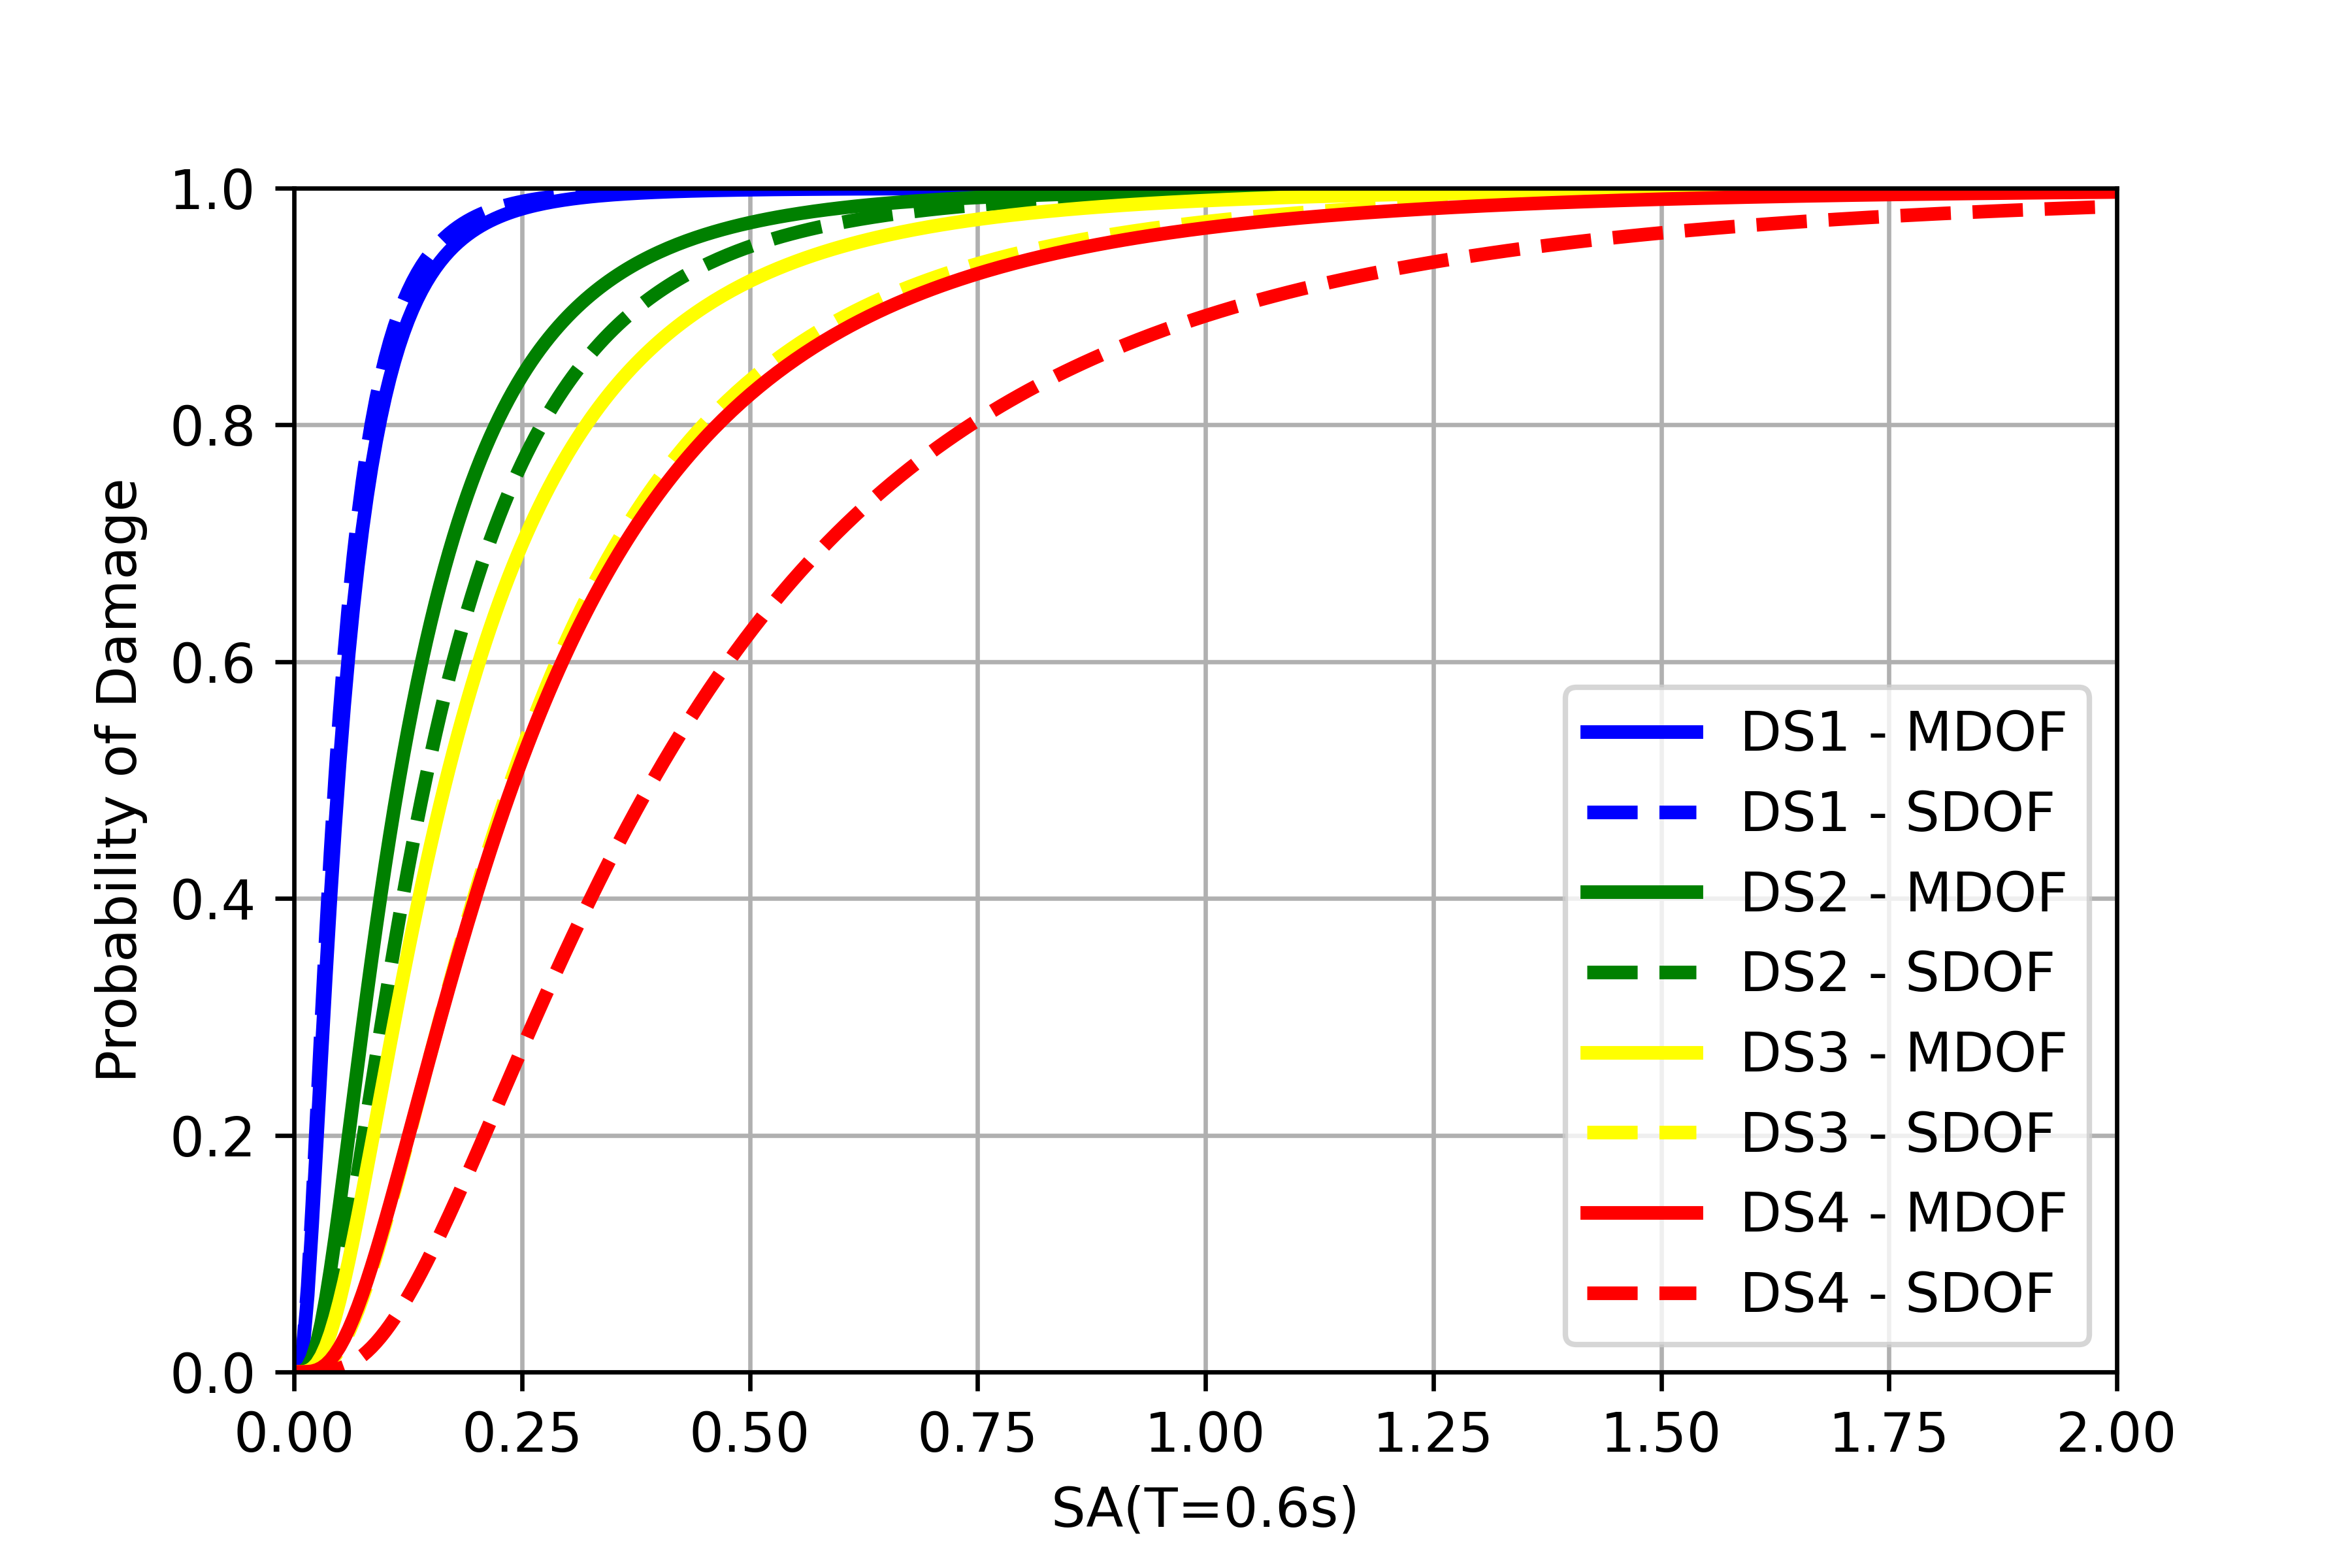 1.0
0.8
0.6
0.4
0.2
0.0
Probability of Damage
0.00 0.25 0.50 0.75 1.00 1.25 1.50 1.75 2.00
SA(T=0.6s)
DS1 - MDOF
DS1 - SDOF
DS2 - MDOF
DS2 - SDOF
DS3 - MDOF
DS3 - SDOF
DS4 - MDOF
DS4 - SDOF